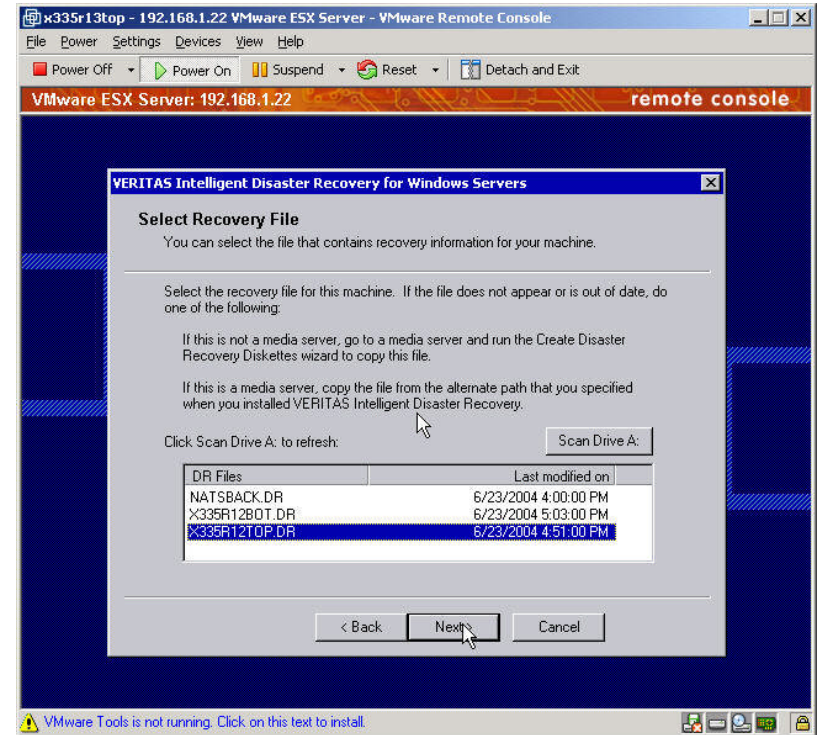 x335r13top - 192.168.1.22 VMware ESX Server - VMware Remote Console
File Power Settings Devices View Help
Power Off Power On Suspend Reset Detach and Exit
VMware ESX Server: 192.168.1.22 remote console
VERITAS Intelligent Disaster Recovery for Windows Servers
Select Recovery File
You can select the file that contains recovery information for your machine.
Select the recovery file for this machine. If the file does not appear or is out of date, do
one of the following:
If this is not a media server, go to a media server and run the Create Disaster
Recovery Diskettes wizard to copy this file.
If this is a media server, copy the file from the alternate path that you specified
when you installed VERITAS Intelligent Disaster Recovery.
Click Scan Drive A: to refresh: Scan Drive A:
DR Files Last modified on
NATSBACK.DR 6/23/2004 4:00:00 PM
X335R12BOT.DR 6/23/2004 5:03:00 PM
X335R12TOP.DR 6/23/2004 4:51:00 PM
< Back Next > Cancel
VMware Tools is not running. Click on this text to install.